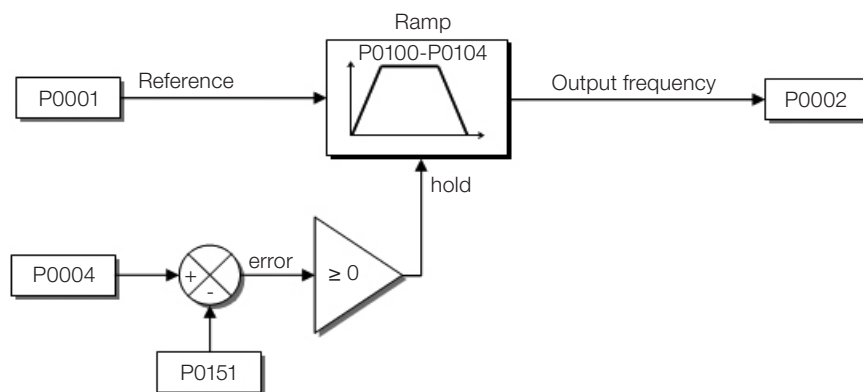 Ramp
P0100-P0104
P0001
Reference
Output frequency
P0002
hold
P0004
+
-
error
≥ 0
P0151